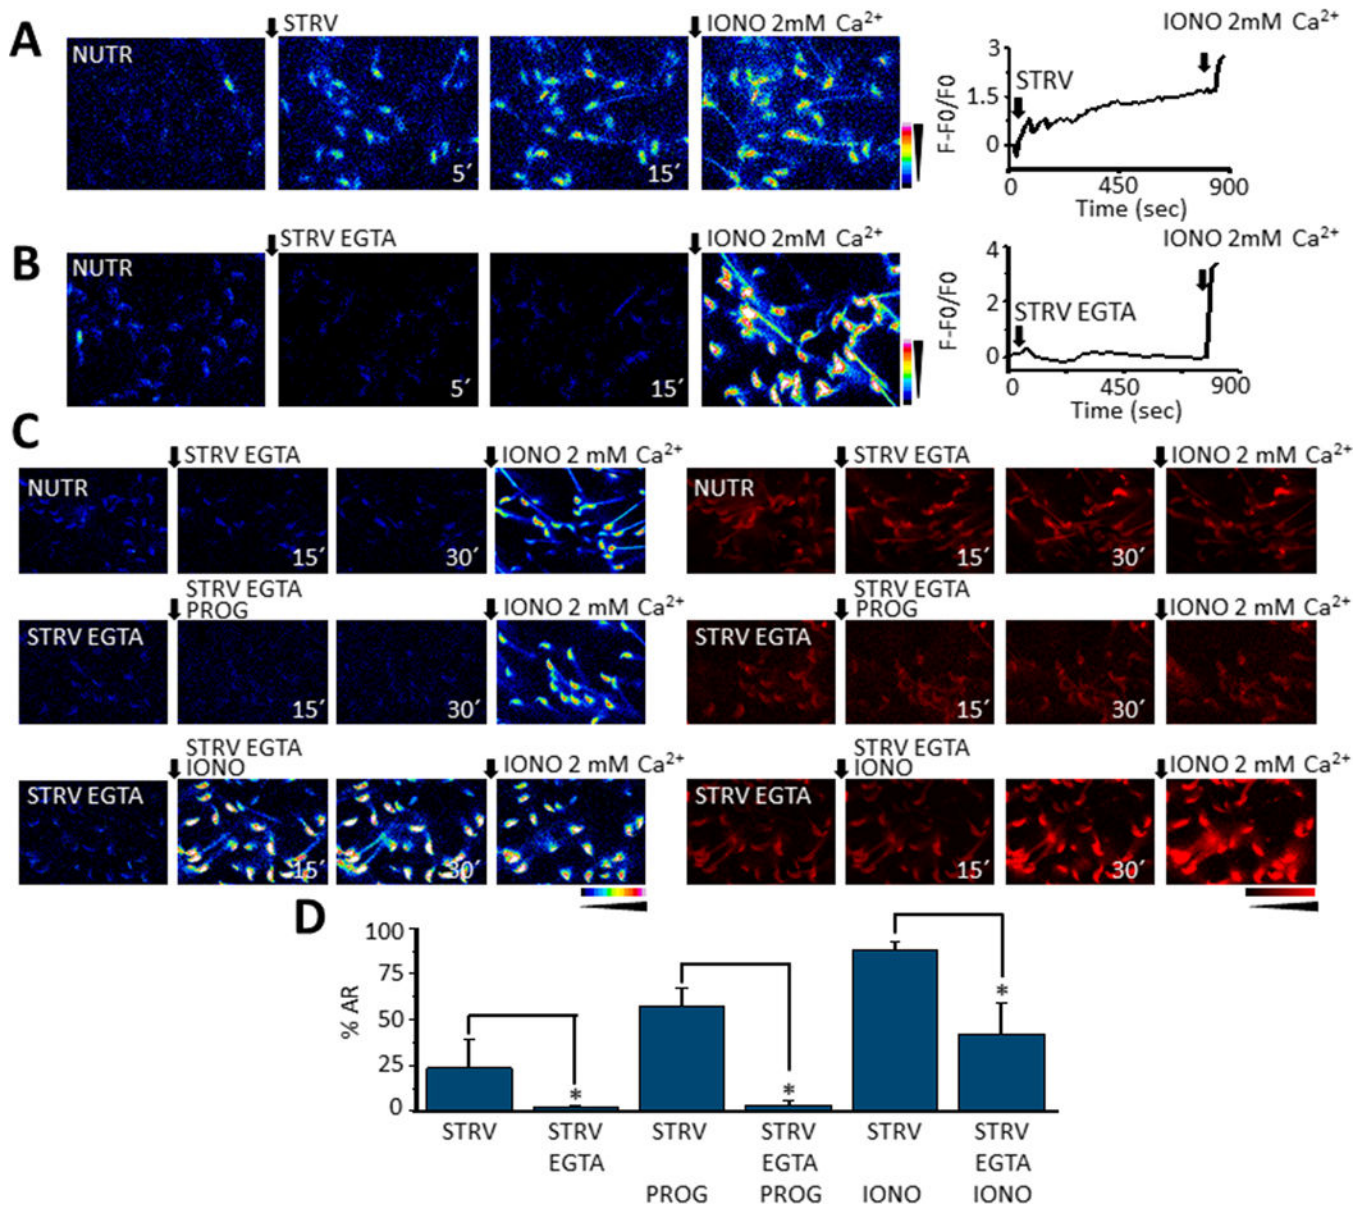 A
NUTR
STRV
5′
15′
IONO 2mM Ca²⁺
IONO 2mM Ca²⁺
STRV
F-F0/F0
3
1.5
0
0 450 900
Time (sec)
B
NUTR
STRV EGTA
5′
15′
IONO 2mM Ca²⁺
IONO 2mM Ca²⁺
STRV EGTA
F-F0/F0
4
2
0
0 450 900
Time (sec)
C
STRV EGTA
IONO 2 mM Ca²⁺
STRV EGTA
IONO 2 mM Ca²⁺
NUTR
15′
30′
NUTR
15′
30′
STRV EGTA
PROG
IONO 2 mM Ca²⁺
STRV EGTA
PROG
IONO 2 mM Ca²⁺
STRV EGTA
15′
30′
STRV EGTA
15′
30′
STRV EGTA
IONO
IONO 2 mM Ca²⁺
STRV EGTA
IONO
IONO 2 mM Ca²⁺
STRV EGTA
15′
30′
STRV EGTA
15′
30′
D
% AR
100
75
50
25
0
*
*
*
STRV
STRV
EGTA
STRV
PROG
STRV
EGTA
PROG
STRV
IONO
STRV
EGTA
IONO